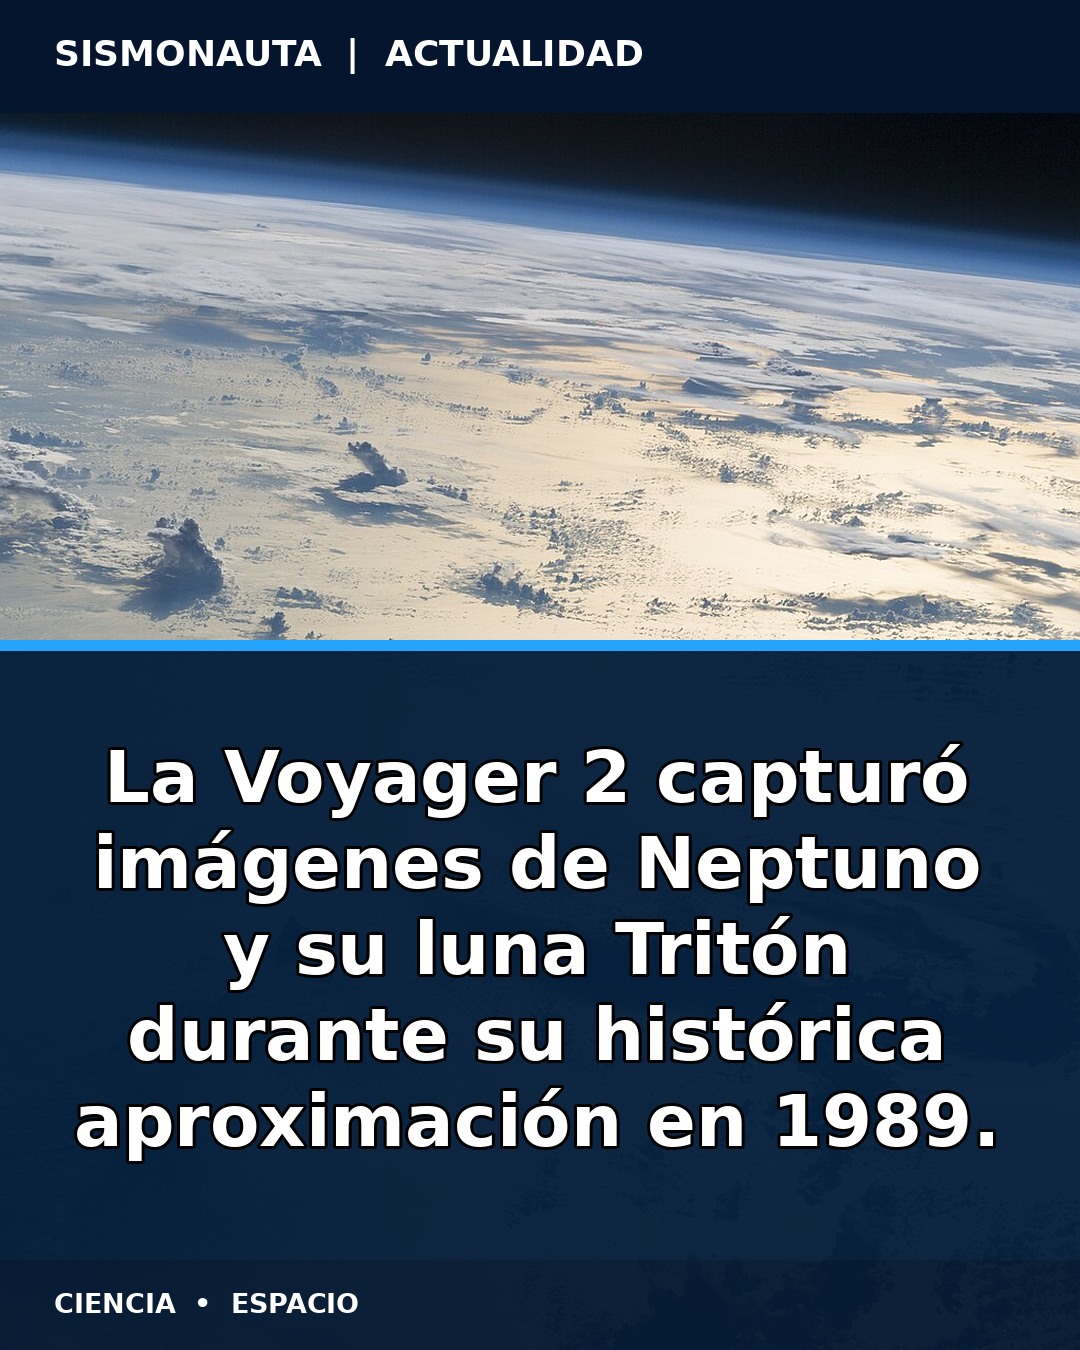 SISMONAUTA | ACTUALIDAD
La Voyager 2 capturó
imágenes de Neptuno
y su luna Tritón
durante su histórica
aproximación en 1989.
CIENCIA • ESPACIO